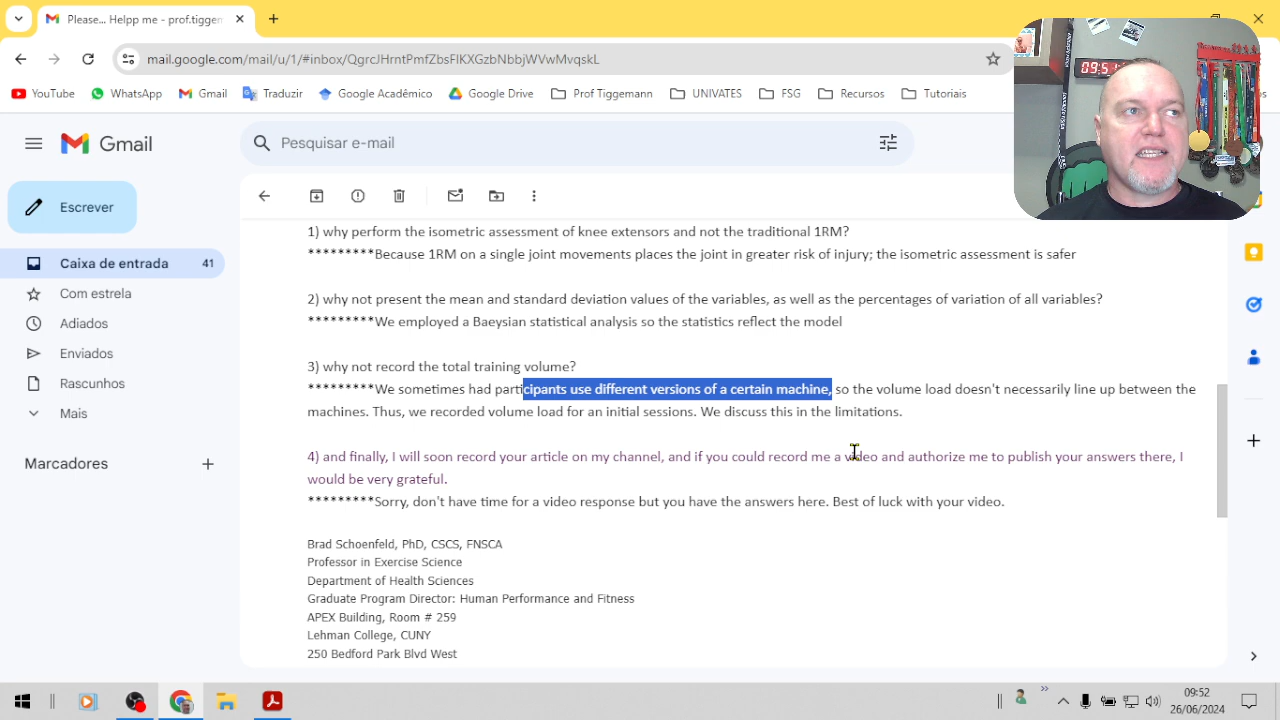 Please... Helpp me - prof.tiggen
mail.google.com/mail/u/1/#inbox/QgrcJHrntPmfZbsFlKXGzbNbbjWVwMvqskL
YouTube WhatsApp Gmail Traduzir Google Acadêmico Google Drive Prof Tiggemann UNIVATES FSG Recursos Tutoriais
09:51
Gmail
Pesquisar e-mail
Escrever
Caixa de entrada 41
Com estrela
Adiados
Enviados
Rascunhos
Mais
Marcadores
1) why perform the isometric assessment of knee extensors and not the traditional 1RM?
*********Because 1RM on a single joint movements places the joint in greater risk of injury; the isometric assessment is safer
2) why not present the mean and standard deviation values of the variables, as well as the percentages of variation of all variables?
*********We employed a Baeysian statistical analysis so the statistics reflect the model
3) why not record the total training volume?
*********We sometimes had participants use different versions of a certain machine, so the volume load doesn't necessarily line up between the
machines. Thus, we recorded volume load for an initial sessions. We discuss this in the limitations.
4) and finally, I will soon record your article on my channel, and if you could record me a video and authorize me to publish your answers there, I
would be very grateful.
*********Sorry, don't have time for a video response but you have the answers here. Best of luck with your video.
Brad Schoenfeld, PhD, CSCS, FNSCA
Professor in Exercise Science
Department of Health Sciences
Graduate Program Director: Human Performance and Fitness
APEX Building, Room # 259
Lehman College, CUNY
250 Bedford Park Blvd West
09:52
26/06/2024